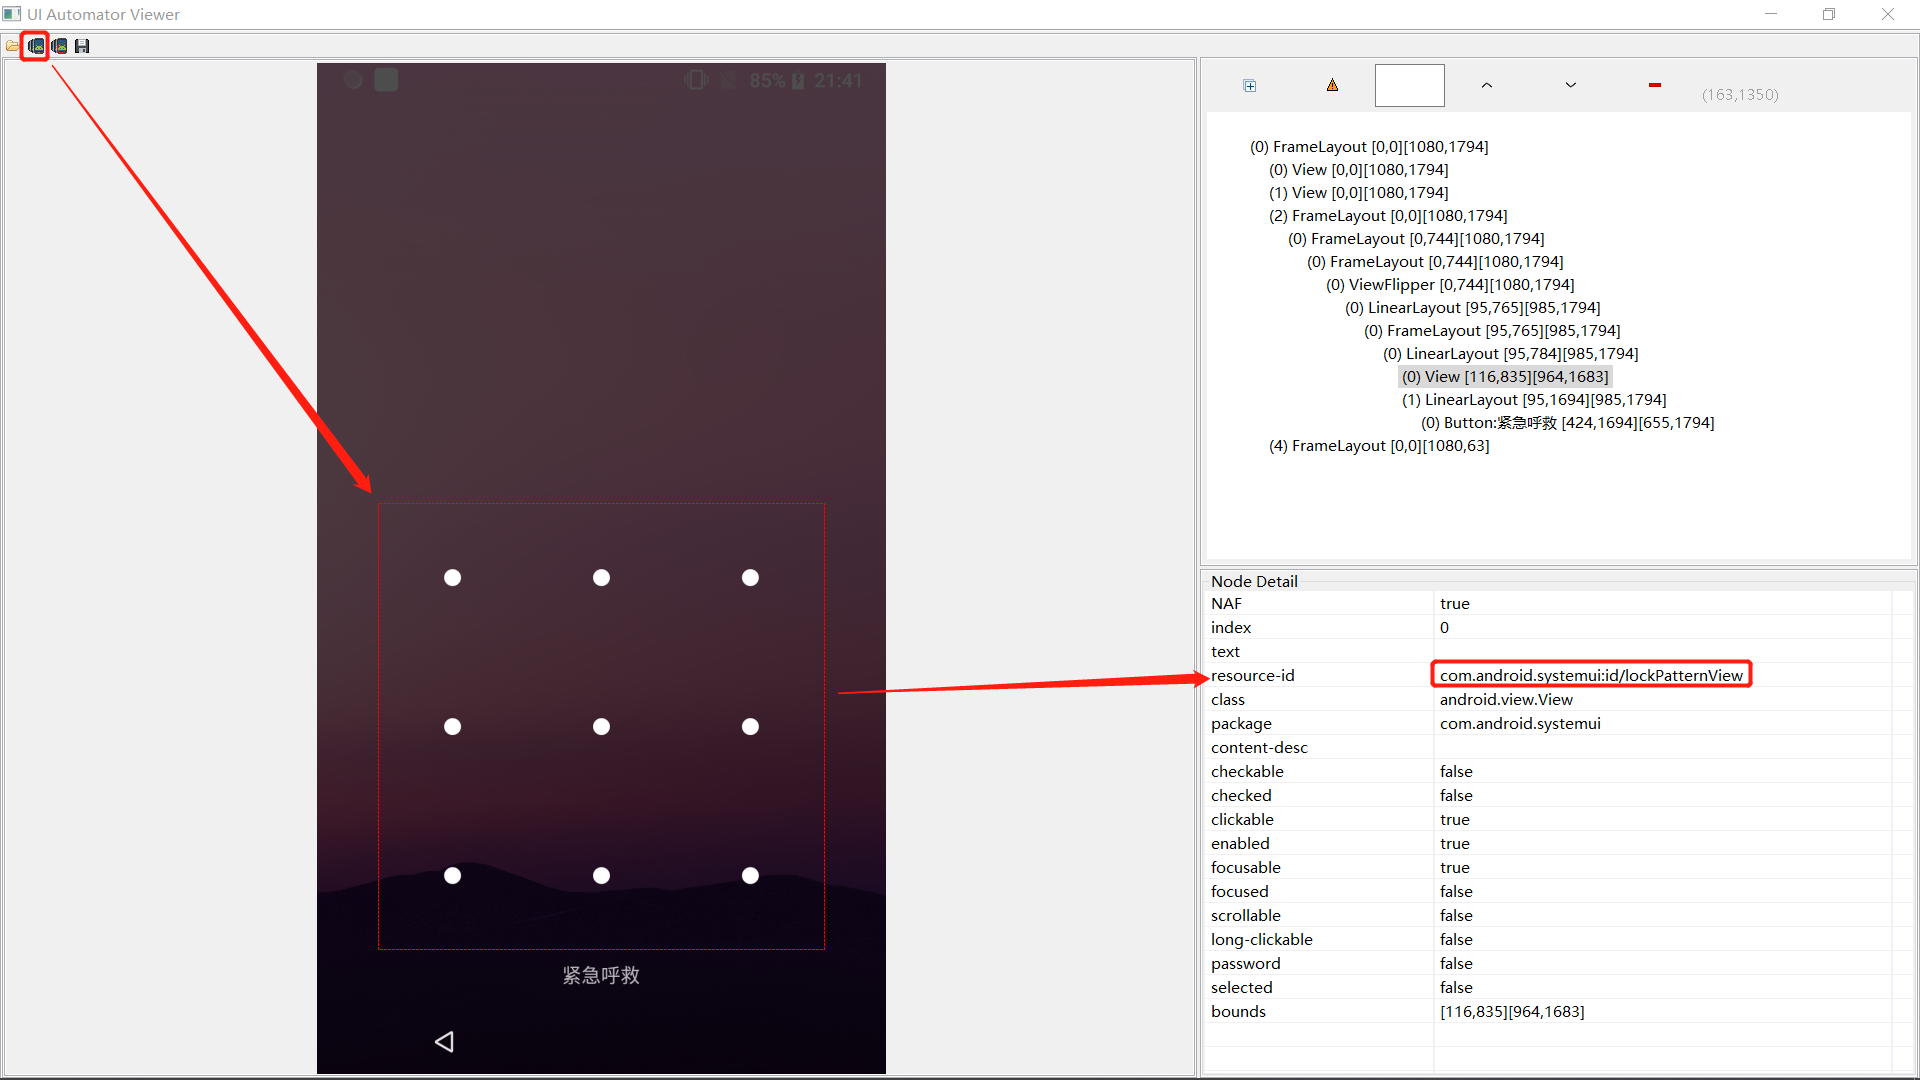 UI Automator Viewer
85% 21:41
紧急呼救
(163,1350)
(0) FrameLayout [0,0][1080,1794]
(0) View [0,0][1080,1794]
(1) View [0,0][1080,1794]
(2) FrameLayout [0,0][1080,1794]
(0) FrameLayout [0,744][1080,1794]
(0) FrameLayout [0,744][1080,1794]
(0) ViewFlipper [0,744][1080,1794]
(0) LinearLayout [95,765][985,1794]
(0) FrameLayout [95,765][985,1794]
(0) LinearLayout [95,784][985,1794]
(0) View [116,835][964,1683]
(1) LinearLayout [95,1694][985,1794]
(0) Button:紧急呼救 [424,1694][655,1794]
(4) FrameLayout [0,0][1080,63]
Node Detail
NAF true
index 0
text
resource-id com.android.systemui:id/lockPatternView
class android.view.View
package com.android.systemui
content-desc
checkable false
checked false
clickable true
enabled true
focusable true
focused false
scrollable false
long-clickable false
password false
selected false
bounds [116,835][964,1683]